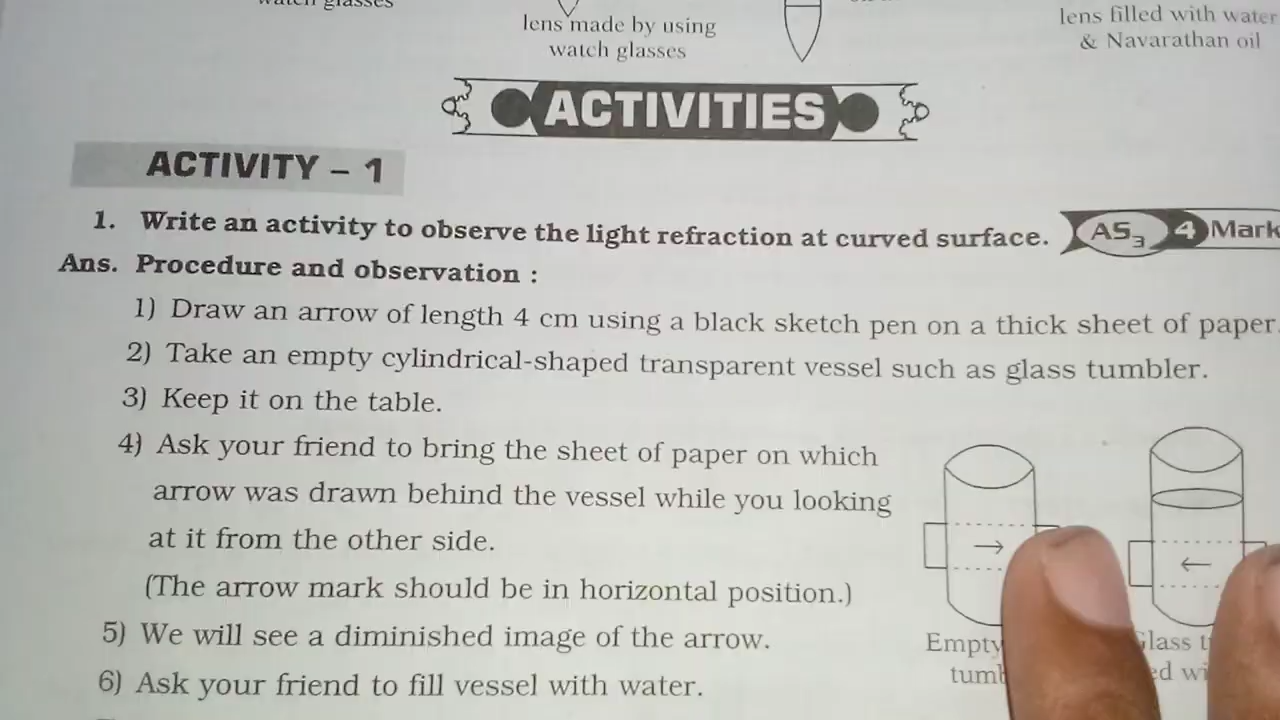 watch glasses
lens made by using
watch glasses
lens filled with water
& Navarathan oil
ACTIVITIES
ACTIVITY – 1
1. Write an activity to observe the light refraction at curved surface. AS3 4 Mark
Ans. Procedure and observation :
1) Draw an arrow of length 4 cm using a black sketch pen on a thick sheet of paper.
2) Take an empty cylindrical-shaped transparent vessel such as glass tumbler.
3) Keep it on the table.
4) Ask your friend to bring the sheet of paper on which
arrow was drawn behind the vessel while you looking
at it from the other side.
(The arrow mark should be in horizontal position.)
5) We will see a diminished image of the arrow.
6) Ask your friend to fill vessel with water.
Empty